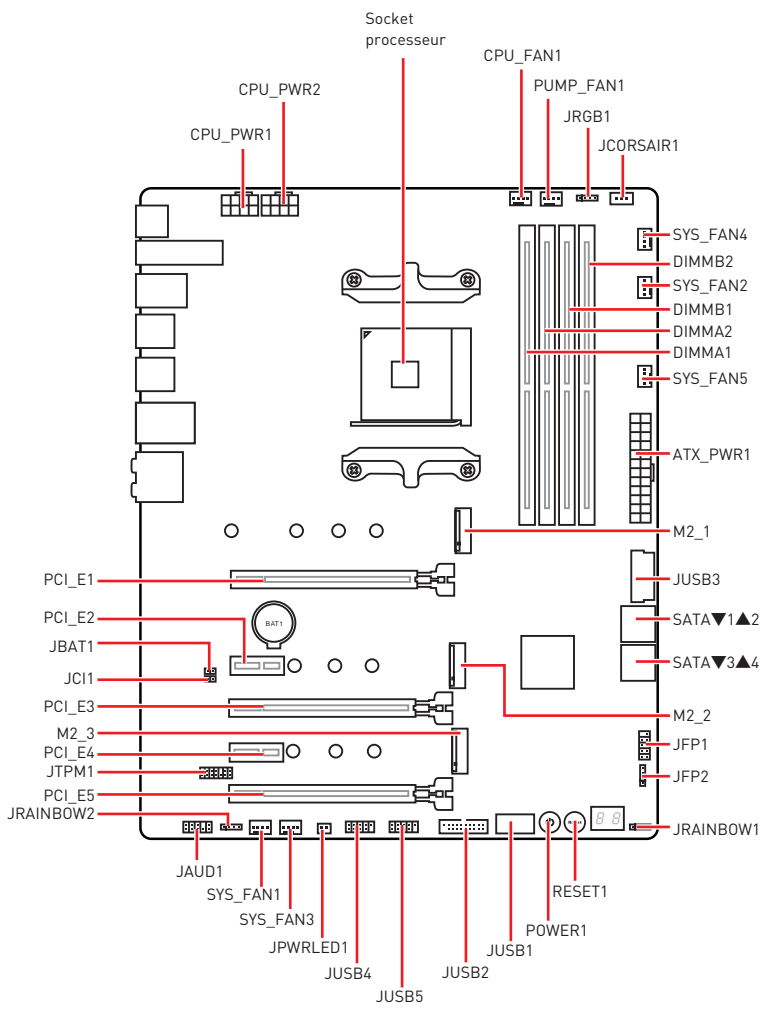 Socket
processeur
CPU_FAN1
CPU_PWR2
PUMP_FAN1
JRGB1
CPU_PWR1
JCORSAIR1
SYS_FAN4
DIMMB2
SYS_FAN2
DIMMB1
DIMMA2
DIMMA1
SYS_FAN5
ATX_PWR1
M2_1
PCI_E1
JUSB3
PCI_E2
BAT1
SATA▼1▲2
JBAT1
SATA▼3▲4
JCI1
PCI_E3
M2_2
M2_3
JFP1
PCI_E4
JTPM1
JFP2
PCI_E5
JRAINBOW2
88
JRAINBOW1
JAUD1
SYS_FAN1
RESET1
SYS_FAN3
POWER1
JPWRLED1
JUSB1
JUSB4
JUSB2
JUSB5